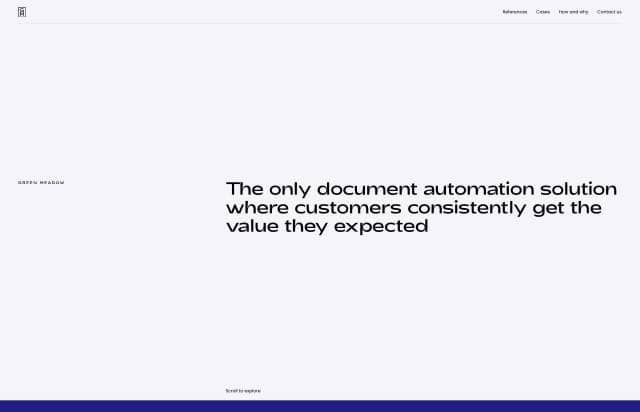 References Cases How and why Contact us
GREEN MEADOW
The only document automation solution
where customers consistently get the
value they expected
Scroll to explore